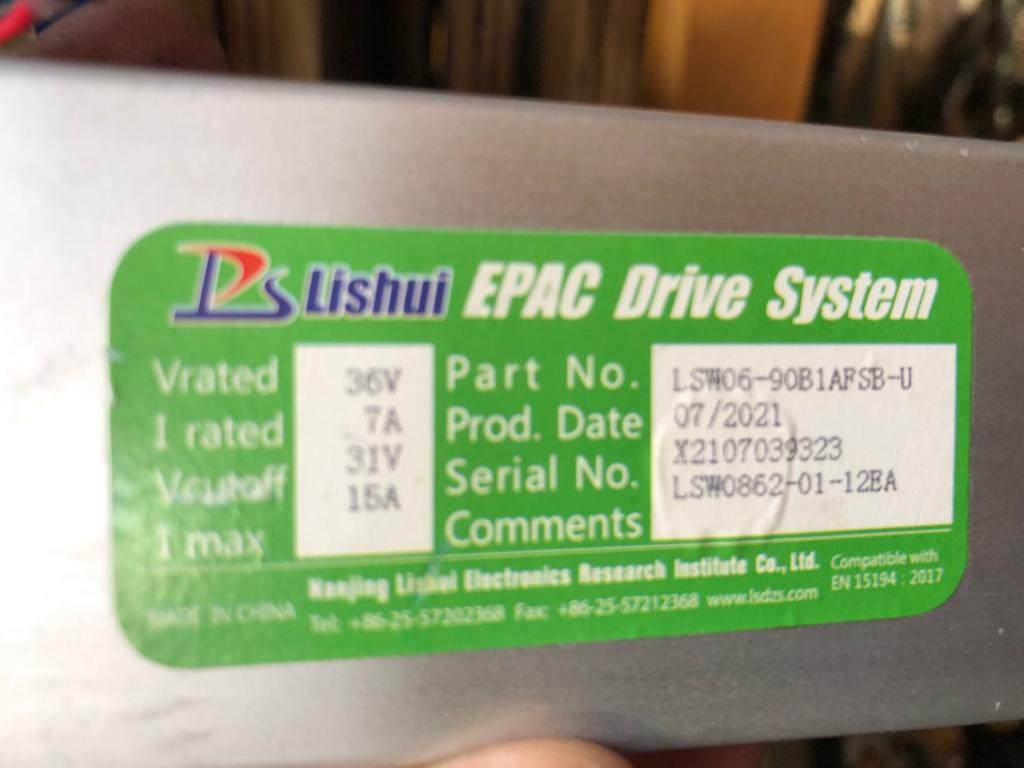 Ds Lishui EPAC Drive System
Vrated 36V Part No. LSW06-90B1AFSB-U
I rated 7A Prod. Date 07/2021
Vcutoff 31V Serial No. X2107039323
I max 15A Comments LSW0862-01-12EA
Nanjing Lishui Electronics Research Institute Co., Ltd. Compatible with
MADE IN CHINA Tel: +86-25-57202368 Fax: +86-25-57212368 www.lsdzs.com EN 15194 : 2017